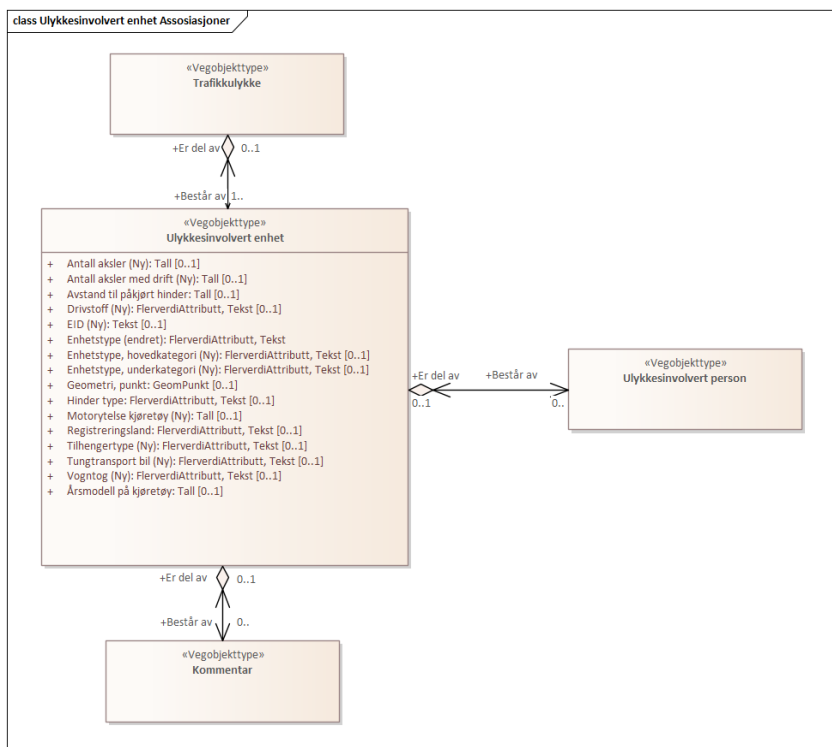 class Ulykkesinvolvert enhet Assosiasjoner
«Vegobjekttype»
Trafikkulykke
+Er del av 0..1
+Består av 1..
«Vegobjekttype»
Ulykkesinvolvert enhet
+ Antall aksler (Ny): Tall [0..1]
+ Antall aksler med drift (Ny): Tall [0..1]
+ Avstand til påkjørt hinder: Tall [0..1]
+ Drivstoff (Ny): FlerverdiAttributt, Tekst [0..1]
+ EID (Ny): Tekst [0..1]
+ Enhetstype (endret): FlerverdiAttributt, Tekst
+ Enhetstype, hovedkategori (Ny): FlerverdiAttributt, Tekst [0..1]
+ Enhetstype, underkategori (Ny): FlerverdiAttributt, Tekst [0..1]
+ Geometri, punkt: GeomPunkt [0..1]
+ Hinder type: FlerverdiAttributt, Tekst [0..1]
+ Motorytelse kjøretøy (Ny): Tall [0..1]
+ Registreringsland: FlerverdiAttributt, Tekst [0..1]
+ Tilhengertype (Ny): FlerverdiAttributt, Tekst [0..1]
+ Tungtransport bil (Ny): FlerverdiAttributt, Tekst [0..1]
+ Vogntog (Ny): FlerverdiAttributt, Tekst [0..1]
+ Årsmodell på kjøretøy: Tall [0..1]
+Er del av +Består av
0..1 0..
«Vegobjekttype»
Ulykkesinvolvert person
+Er del av 0..1
+Består av 0..
«Vegobjekttype»
Kommentar